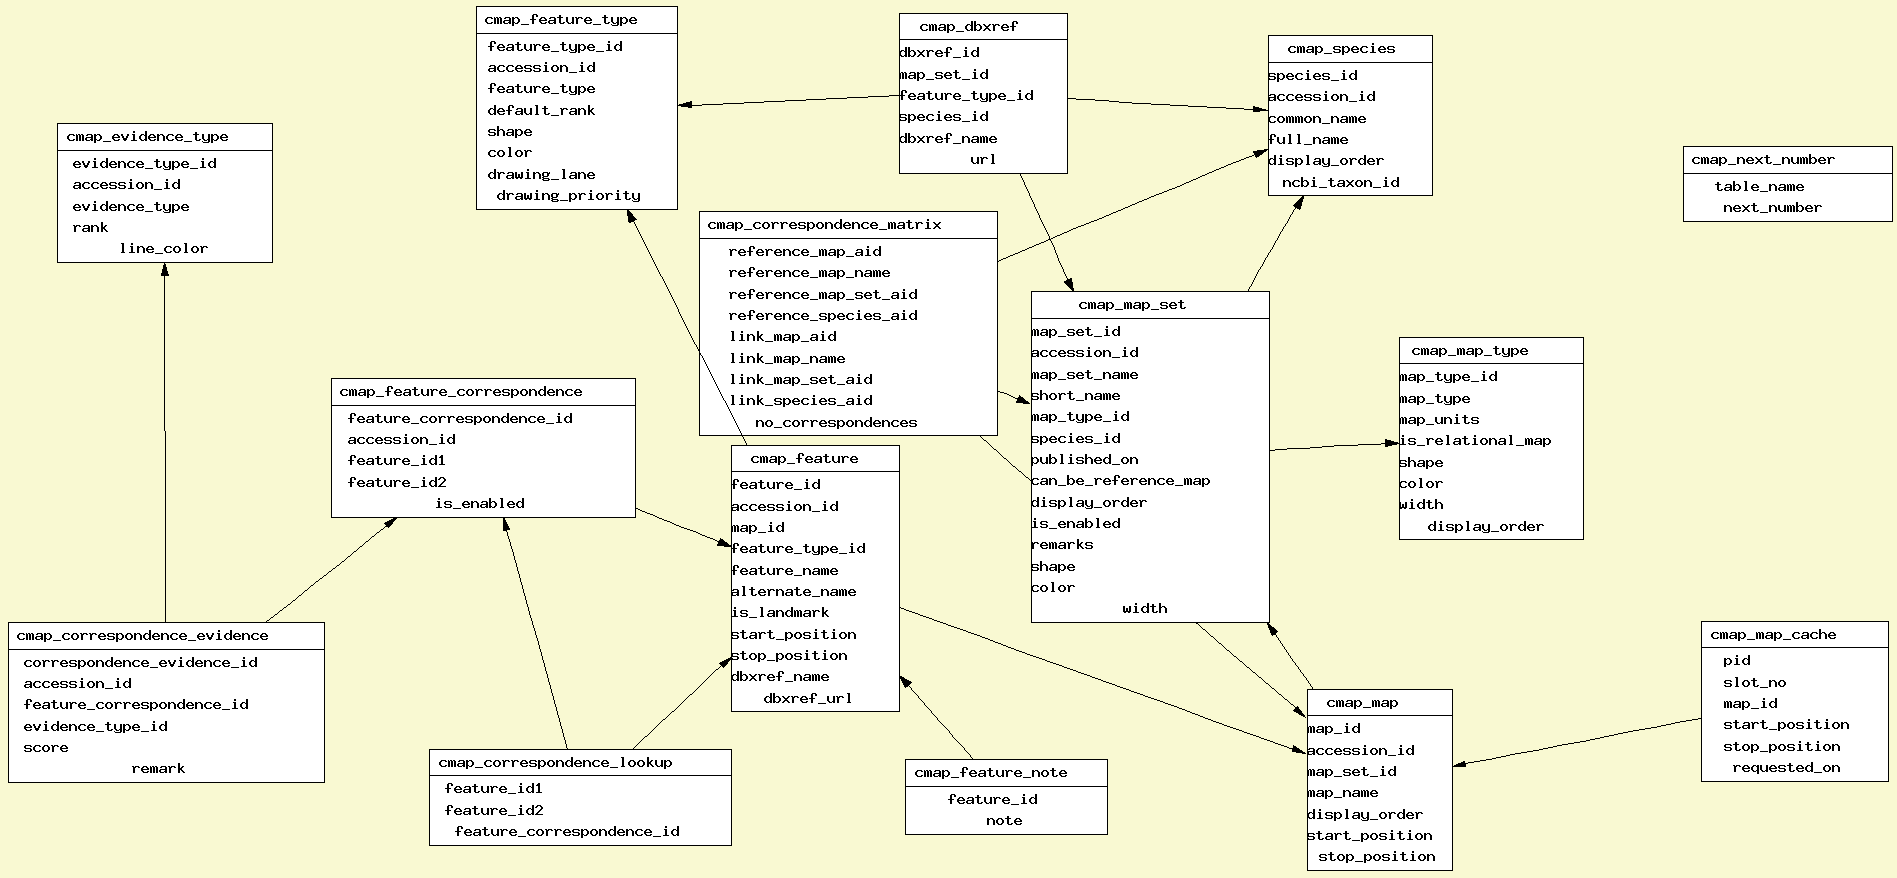 cmap_feature_type
feature_type_id
accession_id
feature_type
default_rank
shape
color
drawing_lane
drawing_priority
cmap_dbxref
dbxref_id
map_set_id
feature_type_id
species_id
dbxref_name
url
cmap_species
species_id
accession_id
common_name
full_name
display_order
ncbi_taxon_id
cmap_evidence_type
evidence_type_id
accession_id
evidence_type
rank
line_color
cmap_next_number
table_name
next_number
cmap_correspondence_matrix
reference_map_aid
reference_map_name
reference_map_set_aid
reference_species_aid
link_map_aid
link_map_name
link_map_set_aid
link_species_aid
no_correspondences
cmap_map_set
map_set_id
accession_id
map_set_name
short_name
map_type_id
species_id
published_on
can_be_reference_map
display_order
is_enabled
remarks
shape
color
width
cmap_map_type
map_type_id
map_type
map_units
is_relational_map
shape
color
width
display_order
cmap_feature_correspondence
feature_correspondence_id
accession_id
feature_id1
feature_id2
is_enabled
cmap_feature
feature_id
accession_id
map_id
feature_type_id
feature_name
alternate_name
is_landmark
start_position
stop_position
dbxref_name
dbxref_url
cmap_correspondence_evidence
correspondence_evidence_id
accession_id
feature_correspondence_id
evidence_type_id
score
remark
cmap_map_cache
pid
slot_no
map_id
start_position
stop_position
requested_on
cmap_map
map_id
accession_id
map_set_id
map_name
display_order
start_position
stop_position
cmap_correspondence_lookup
feature_id1
feature_id2
feature_correspondence_id
cmap_feature_note
feature_id
note